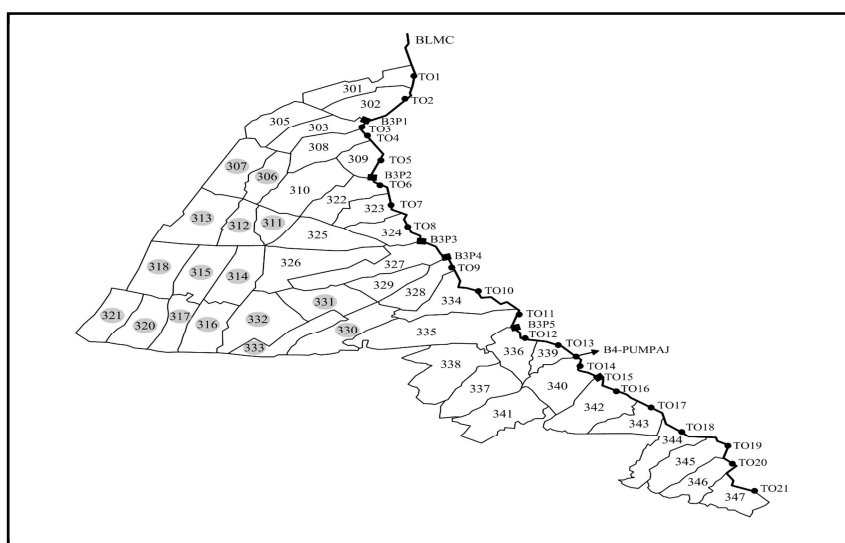 BLMC
TO1
301
TO2
302
305
B3P1
303
TO3
TO4
308
309
TO5
307
306
B3P2
TO6
310
322
TO7
323
313
312
311
TO8
324
325
B3P3
326
B3P4
327
TO9
318
315
314
329
328
TO10
334
331
321
320
317
316
332
330
TO11
B3P5
335
TO12
TO13
333
336
339
B4-PUMPAJ
338
TO14
TO15
337
340
TO16
341
342
TO17
343
TO18
344
TO19
345
TO20
346
347
TO21